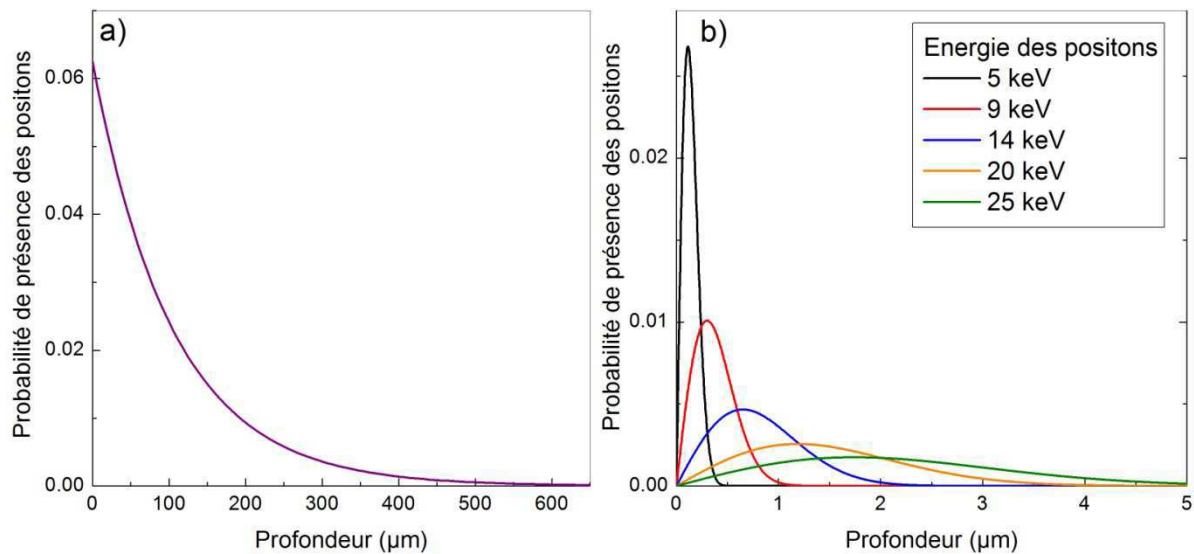 a)
Probabilité de présence des positons
0.06
0.04
0.02
0.00
0
100
200
300
400
500
600
Profondeur (µm)
b)
Probabilité de présence des positons
0.02
0.01
0.00
0
1
2
3
4
5
Profondeur (µm)
Energie des positons
5 keV
9 keV
14 keV
20 keV
25 keV